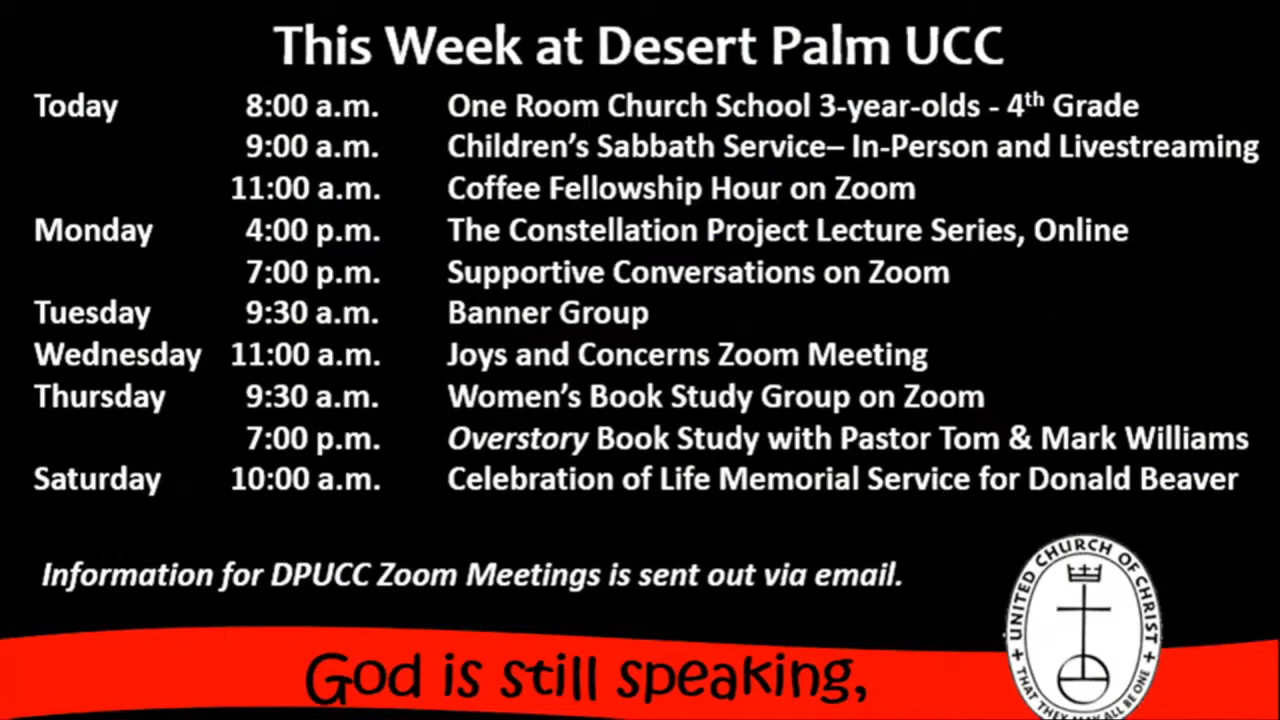 This Week at Desert Palm UCC
Today 8:00 a.m. One Room Church School 3-year-olds - 4th Grade
9:00 a.m. Children's Sabbath Service– In-Person and Livestreaming
11:00 a.m. Coffee Fellowship Hour on Zoom
Monday 4:00 p.m. The Constellation Project Lecture Series, Online
7:00 p.m. Supportive Conversations on Zoom
Tuesday 9:30 a.m. Banner Group
Wednesday 11:00 a.m. Joys and Concerns Zoom Meeting
Thursday 9:30 a.m. Women's Book Study Group on Zoom
7:00 p.m. Overstory Book Study with Pastor Tom & Mark Williams
Saturday 10:00 a.m. Celebration of Life Memorial Service for Donald Beaver
Information for DPUCC Zoom Meetings is sent out via email.
God is still speaking,
UNITED CHURCH OF CHRIST
THAT THEY MAY ALL BE ONE